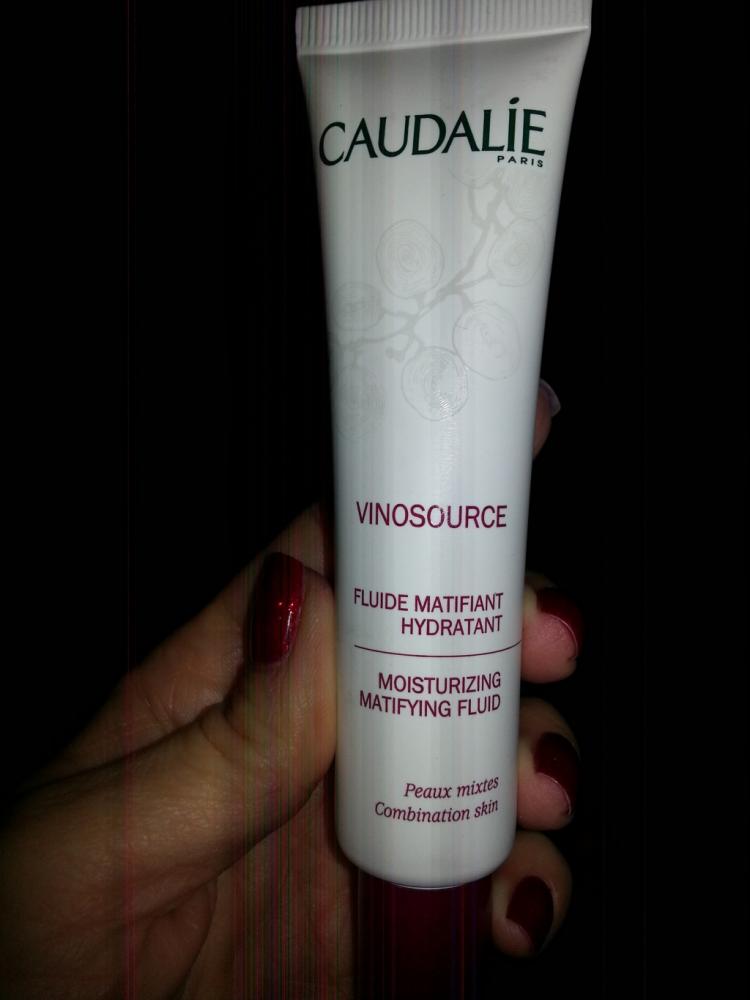 CAUDALIE
PARIS
VINOSOURCE
FLUIDE MATIFIANT
HYDRATANT
MOISTURIZING
MATIFYING FLUID
Peaux mixtes
Combination skin